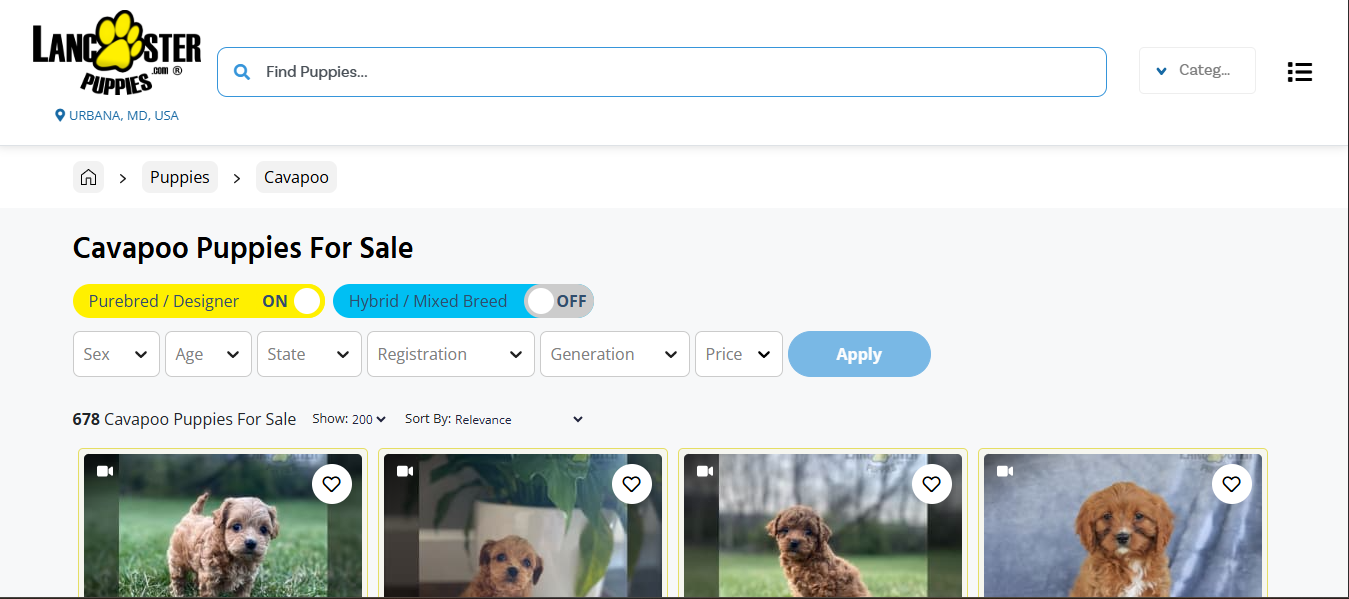 LANCASTER
PUPPIES
.com ®
Find Puppies...
Categ...
URBANA, MD, USA
Puppies
Cavapoo
Cavapoo Puppies For Sale
Purebred / Designer ON
Hybrid / Mixed Breed OFF
Sex Age State Registration Generation Price Apply
678 Cavapoo Puppies For Sale Show: 200 Sort By: Relevance